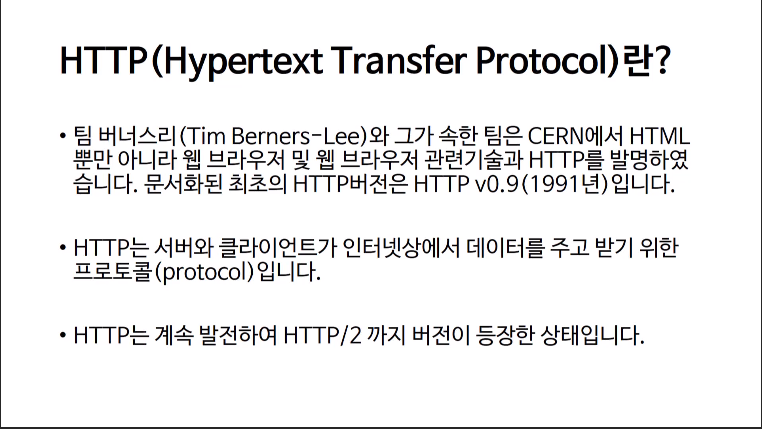 HTTP(Hypertext Transfer Protocol)란?
• 팀 버너스리(Tim Berners-Lee)와 그가 속한 팀은 CERN에서 HTML
뿐만 아니라 웹 브라우저 및 웹 브라우저 관련기술과 HTTP를 발명하였
습니다. 문서화된 최초의 HTTP버전은 HTTP v0.9(1991년)입니다.
• HTTP는 서버와 클라이언트가 인터넷상에서 데이터를 주고 받기 위한
프로토콜(protocol)입니다.
• HTTP는 계속 발전하여 HTTP/2 까지 버전이 등장한 상태입니다.